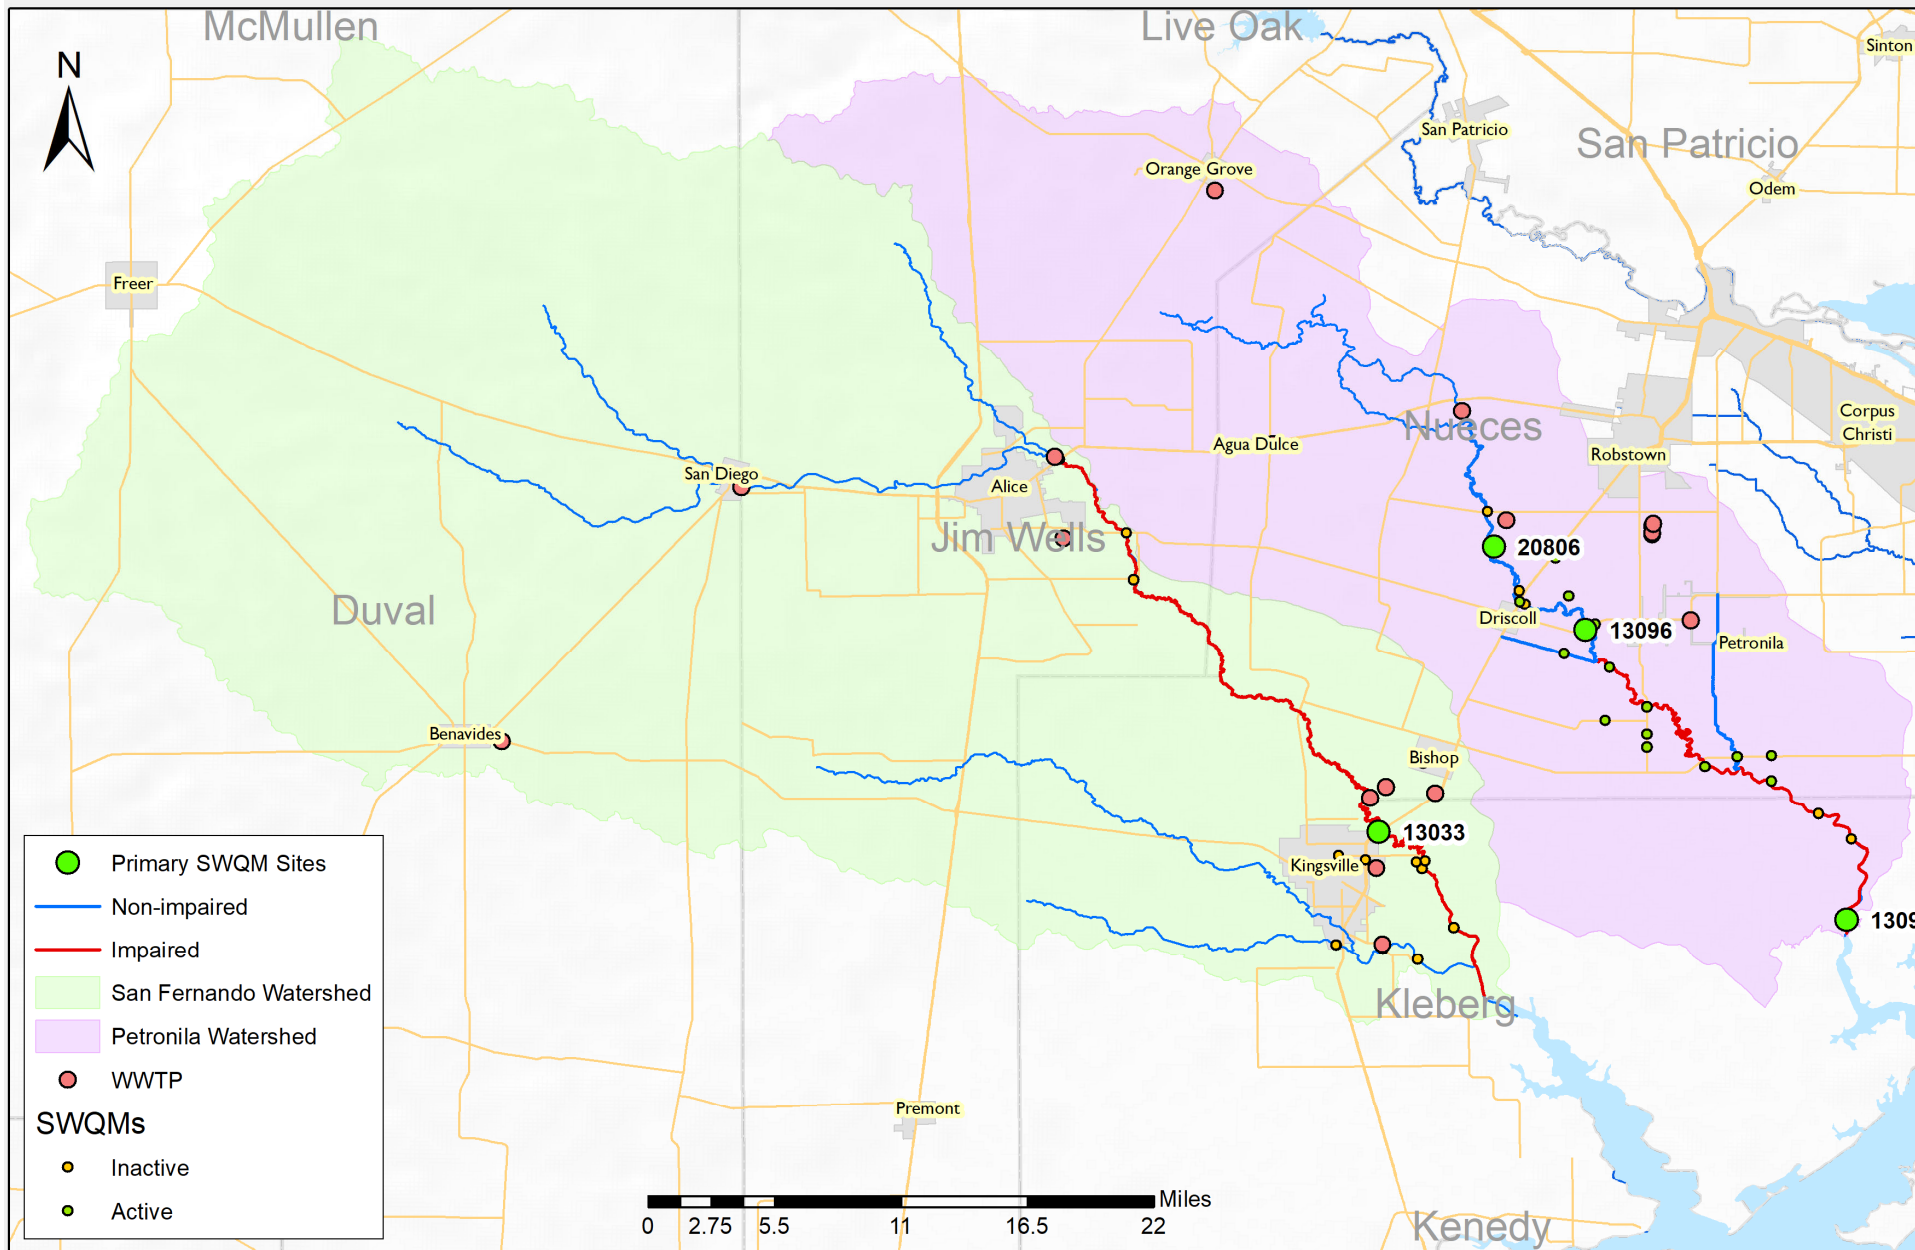 McMullen
Live Oak
Sinton
N
San Patricio
San Patricio
Orange Grove
Odem
Freer
Corpus
Christi
Nueces
Agua Dulce
Robstown
San Diego
Alice
Jim Wells
20806
Duval
Driscoll
13096
Petronila
Benavides
Bishop
13033
Kingsville
1309
Kleberg
Premont
Kenedy
Primary SWQM Sites
Non-impaired
Impaired
San Fernando Watershed
Petronila Watershed
WWTP
SWQMs
Inactive
Active
Miles
0 2.75 5.5 11 16.5 22